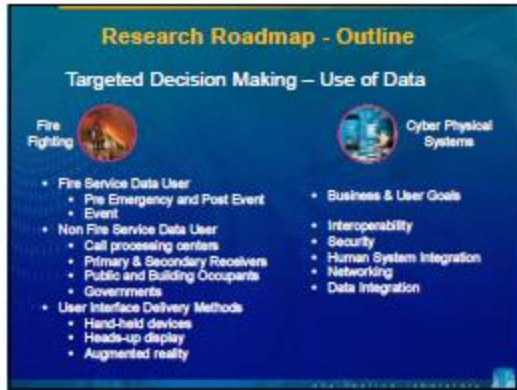 Research Roadmap - Outline
Targeted Decision Making – Use of Data
Fire
Fighting
• Fire Service Data User
• Pre Emergency and Post Event
• Event
• Non Fire Service Data User
• Call processing centers
• Primary & Secondary Receivers
• Public and Building Occupants
• Governments
• User Interface Delivery Methods
• Hand-held devices
• Heads-up display
• Augmented reality
Cyber Physical
Systems
• Business & User Goals
• Interoperability
• Security
• Human System Integration
• Networking
• Data Integration